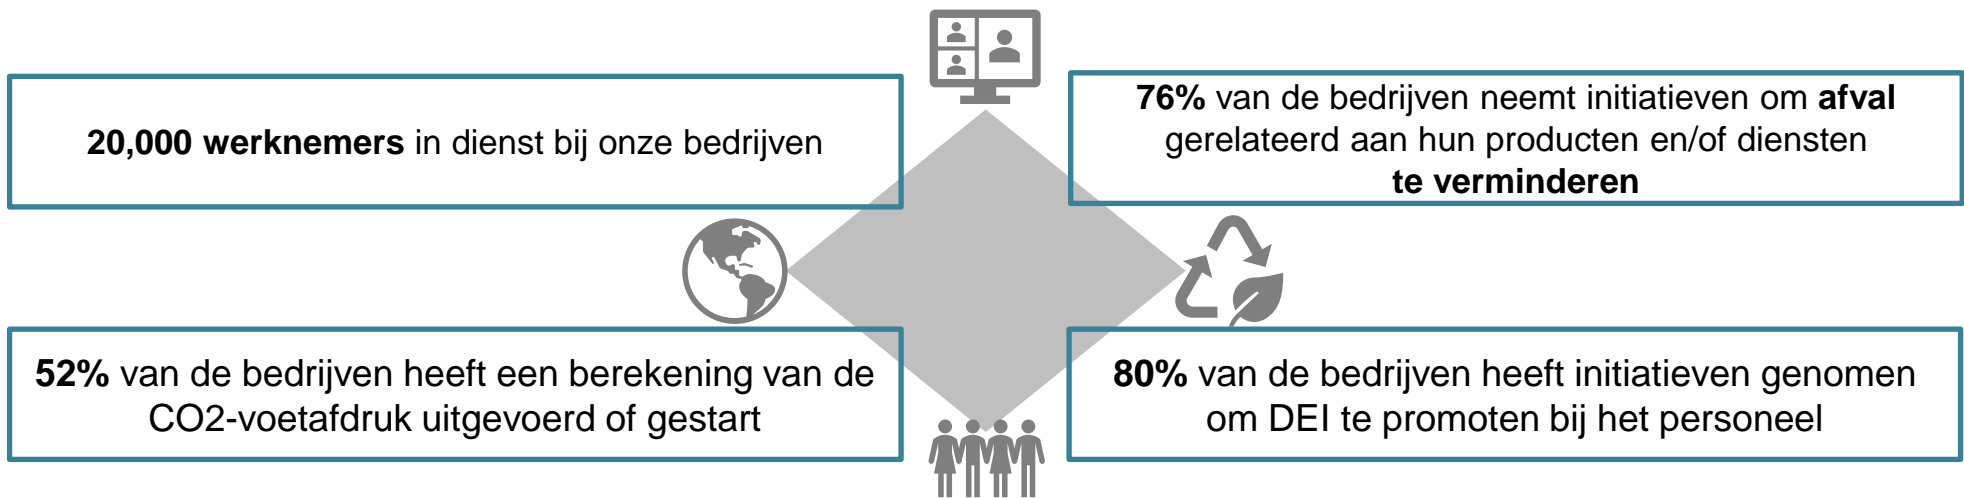 20,000 werknemers in dienst bij onze bedrijven
76% van de bedrijven neemt initiatieven om afval
gerelateerd aan hun producten en/of diensten
te verminderen
52% van de bedrijven heeft een berekening van de
CO2-voetafdruk uitgevoerd of gestart
80% van de bedrijven heeft initiatieven genomen
om DEI te promoten bij het personeel